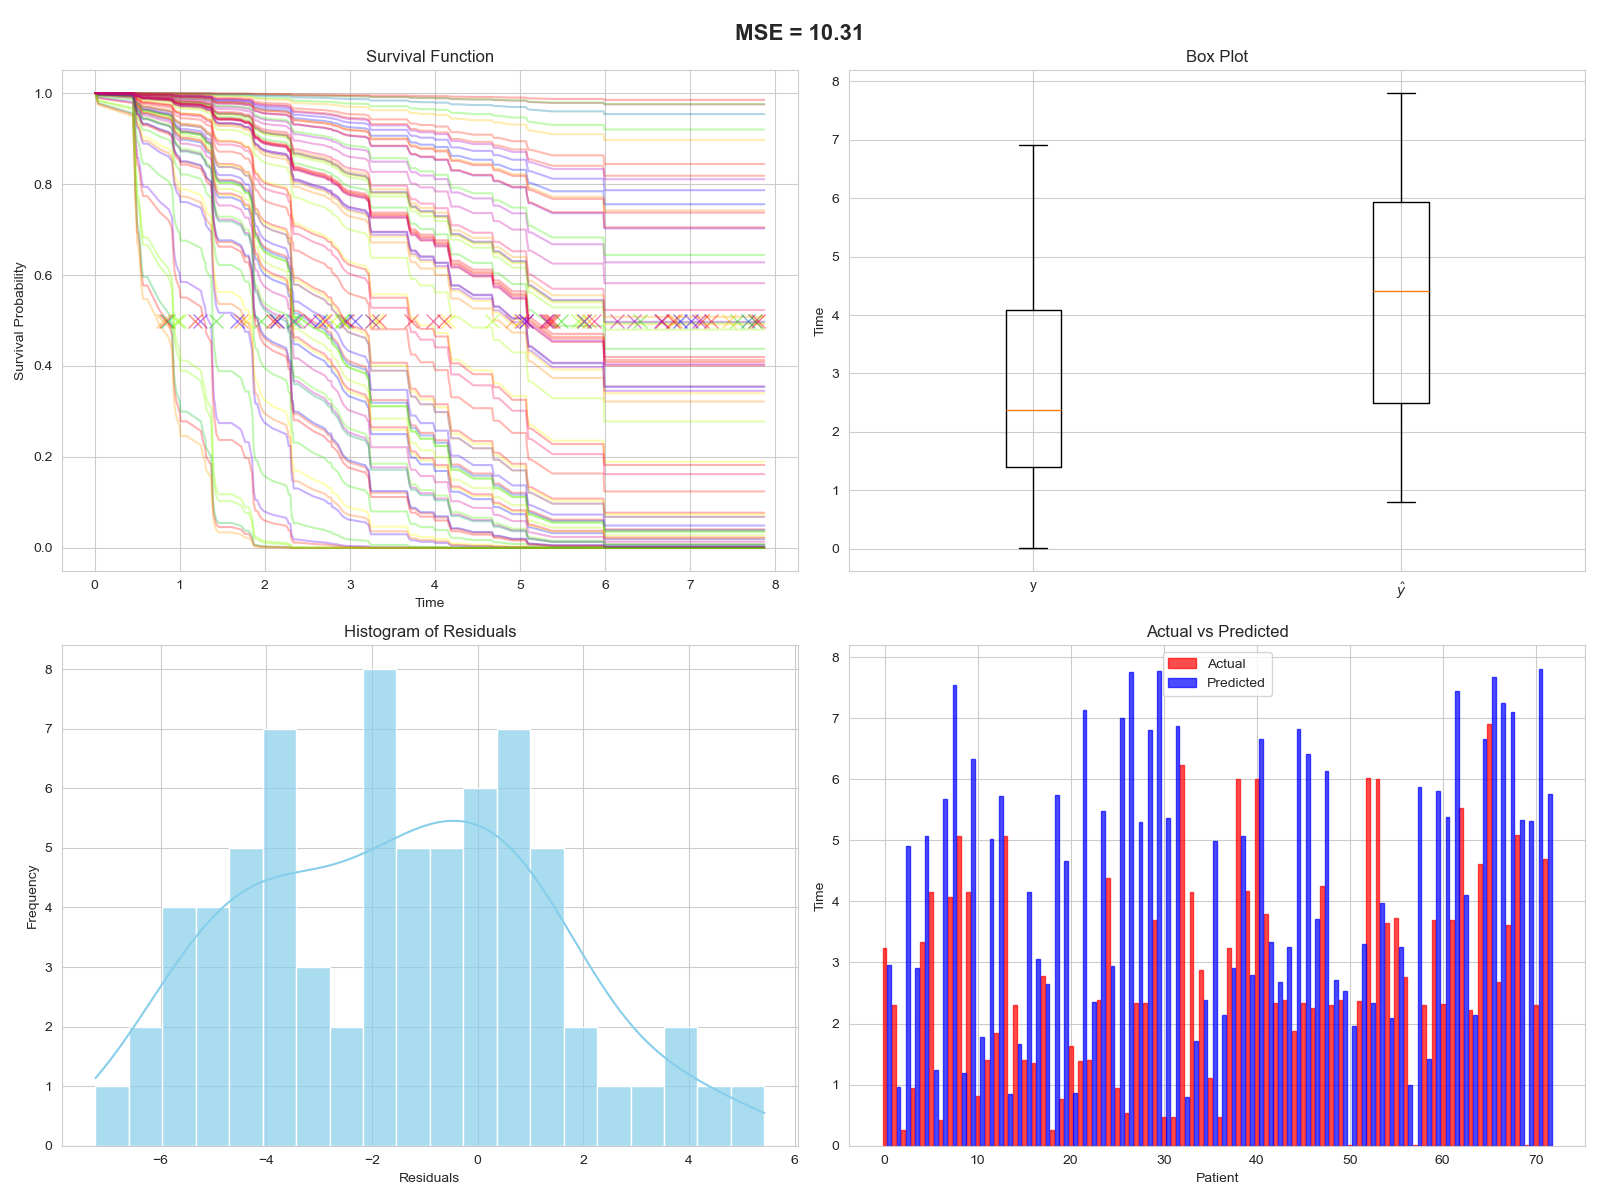 MSE = 10.31
Survival Function
Survival Probability
1.0
0.8
0.6
0.4
0.2
0.0
0 1 2 3 4 5 6 7 8
Time
Box Plot
Time
8
7
6
5
4
3
2
1
0
y ŷ
Histogram of Residuals
Frequency
8
7
6
5
4
3
2
1
0
−6 −4 −2 0 2 4 6
Residuals
Actual vs Predicted
Actual
Predicted
Time
8
7
6
5
4
3
2
1
0
0 10 20 30 40 50 60 70
Patient